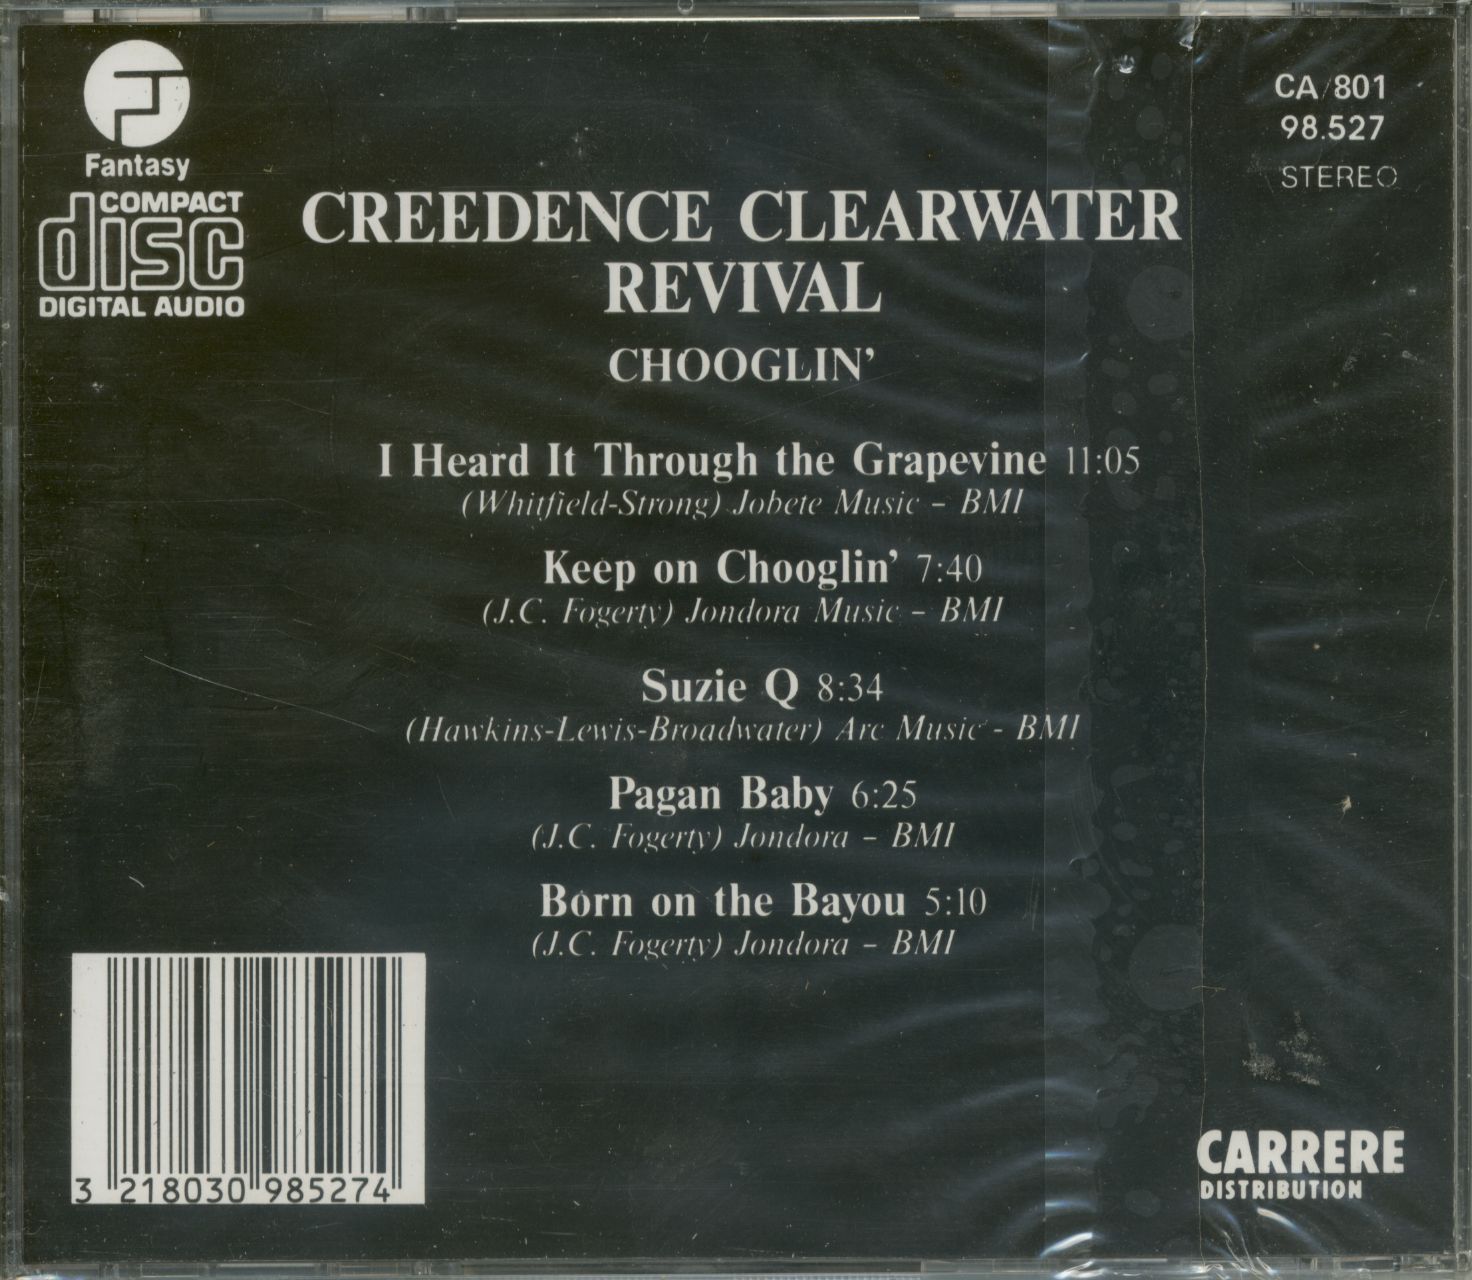 Fantasy
COMPACT
disc
DIGITAL AUDIO
CA 801
98.527
STEREO
CREEDENCE CLEARWATER
REVIVAL
CHOOGLIN’
I Heard It Through the Grapevine 11:05
(Whitfield-Strong) Jobete Music – BMI
Keep on Chooglin’ 7:40
(J.C. Fogerty) Jondora Music – BMI
Suzie Q 8:34
(Hawkins-Lewis-Broadwater) Arc Music - BMI
Pagan Baby 6:25
(J.C. Fogerty) Jondora – BMI
Born on the Bayou 5:10
(J.C. Fogerty) Jondora – BMI
3 218030 985274
CARRERE
DISTRIBUTION